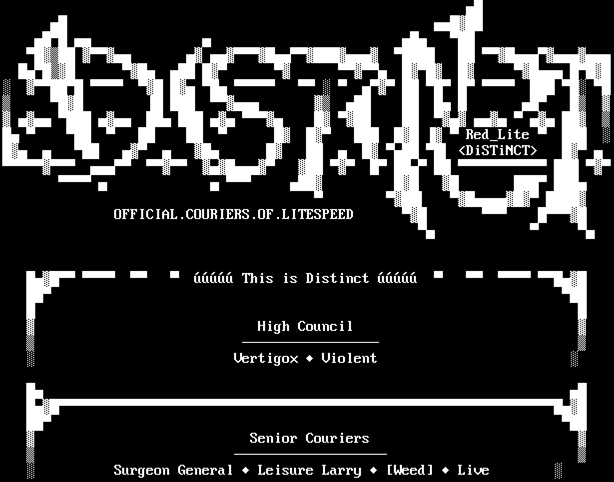 DiSTiNCT
Red_Lite
<DiSTiNCT>
OFFICIAL.COURIERS.OF.LITESPEED
úúúúú This is Distinct úúúúú
High Council
Vertigox ♦ Violent
Senior Couriers
Surgeon General ♦ Leisure Larry ♦ [Weed] ♦ Live